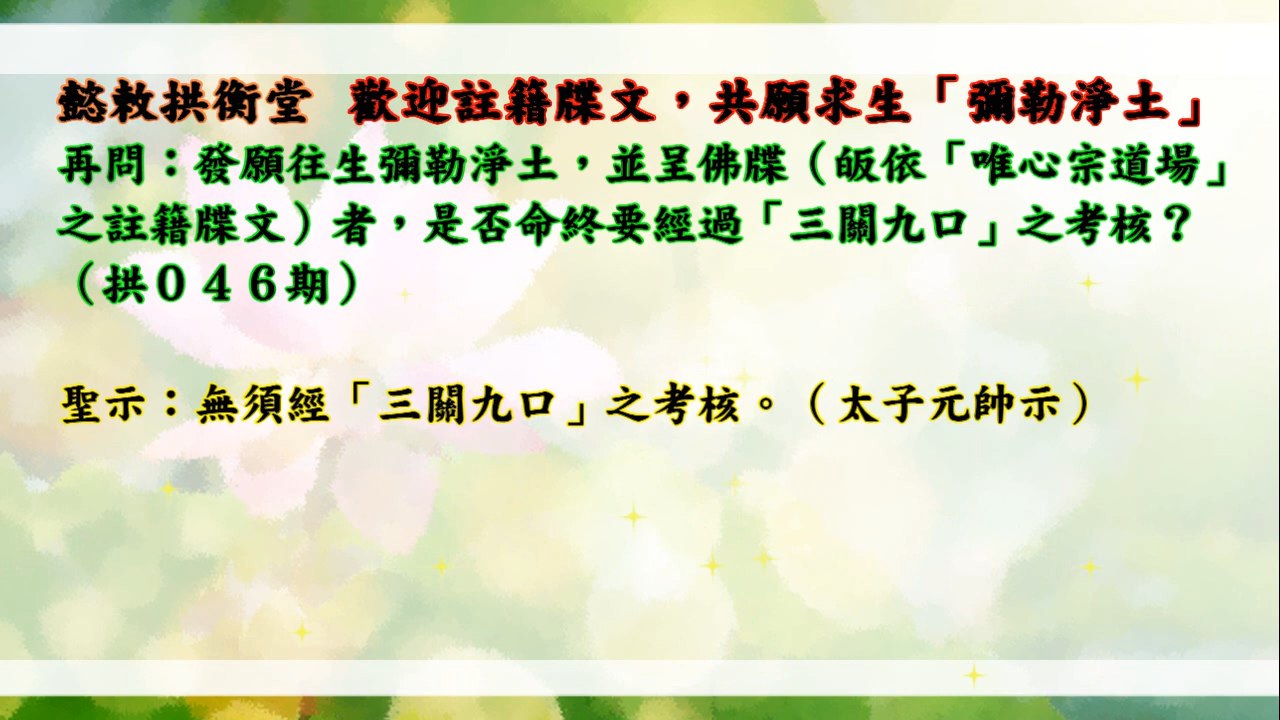 懿敕拱衡堂　歡迎註籍牒文，共願求生「彌勒淨土」
再問：發願往生彌勒淨土，並呈佛牒（皈依「唯心宗道場」
之註籍牒文）者，是否命終要經過「三關九口」之考核？
（拱０４６期）
聖示：無須經「三關九口」之考核。（太子元帥示）